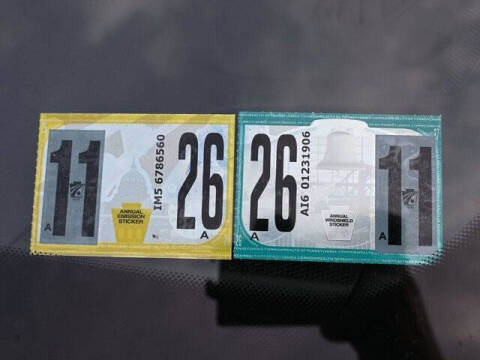 11
A
ANNUAL
EMISSION
STICKER
IM5 6786560
26
A
26
A
AI6 01231906
ANNUAL
WINDSHIELD
STICKER
11
A